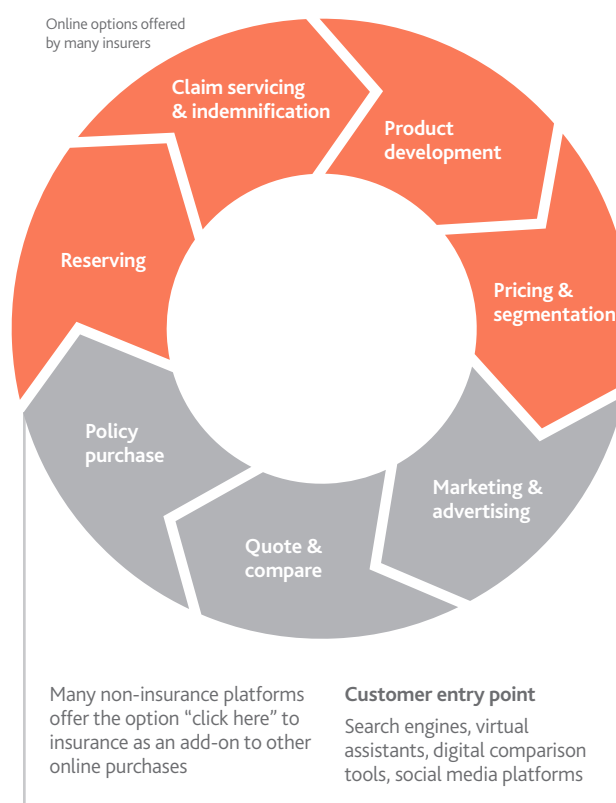 Online options offered
by many insurers
Claim servicing
& indemnification
Product
development
Pricing &
segmentation
Marketing &
advertising
Quote &
compare
Policy
purchase
Reserving
Many non-insurance platforms
offer the option “click here” to
insurance as an add-on to other
online purchases
Customer entry point
Search engines, virtual
assistants, digital comparison
tools, social media platforms